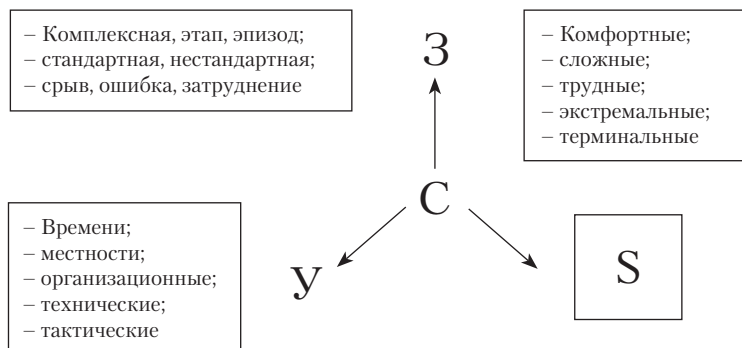 – Комплексная, этап, эпизод;
– стандартная, нестандартная;
– срыв, ошибка, затруднение
З
– Комфортные;
– сложные;
– трудные;
– экстремальные;
– терминальные
С
– Времени;
– местности;
– организационные;
– технические;
– тактические
У
S